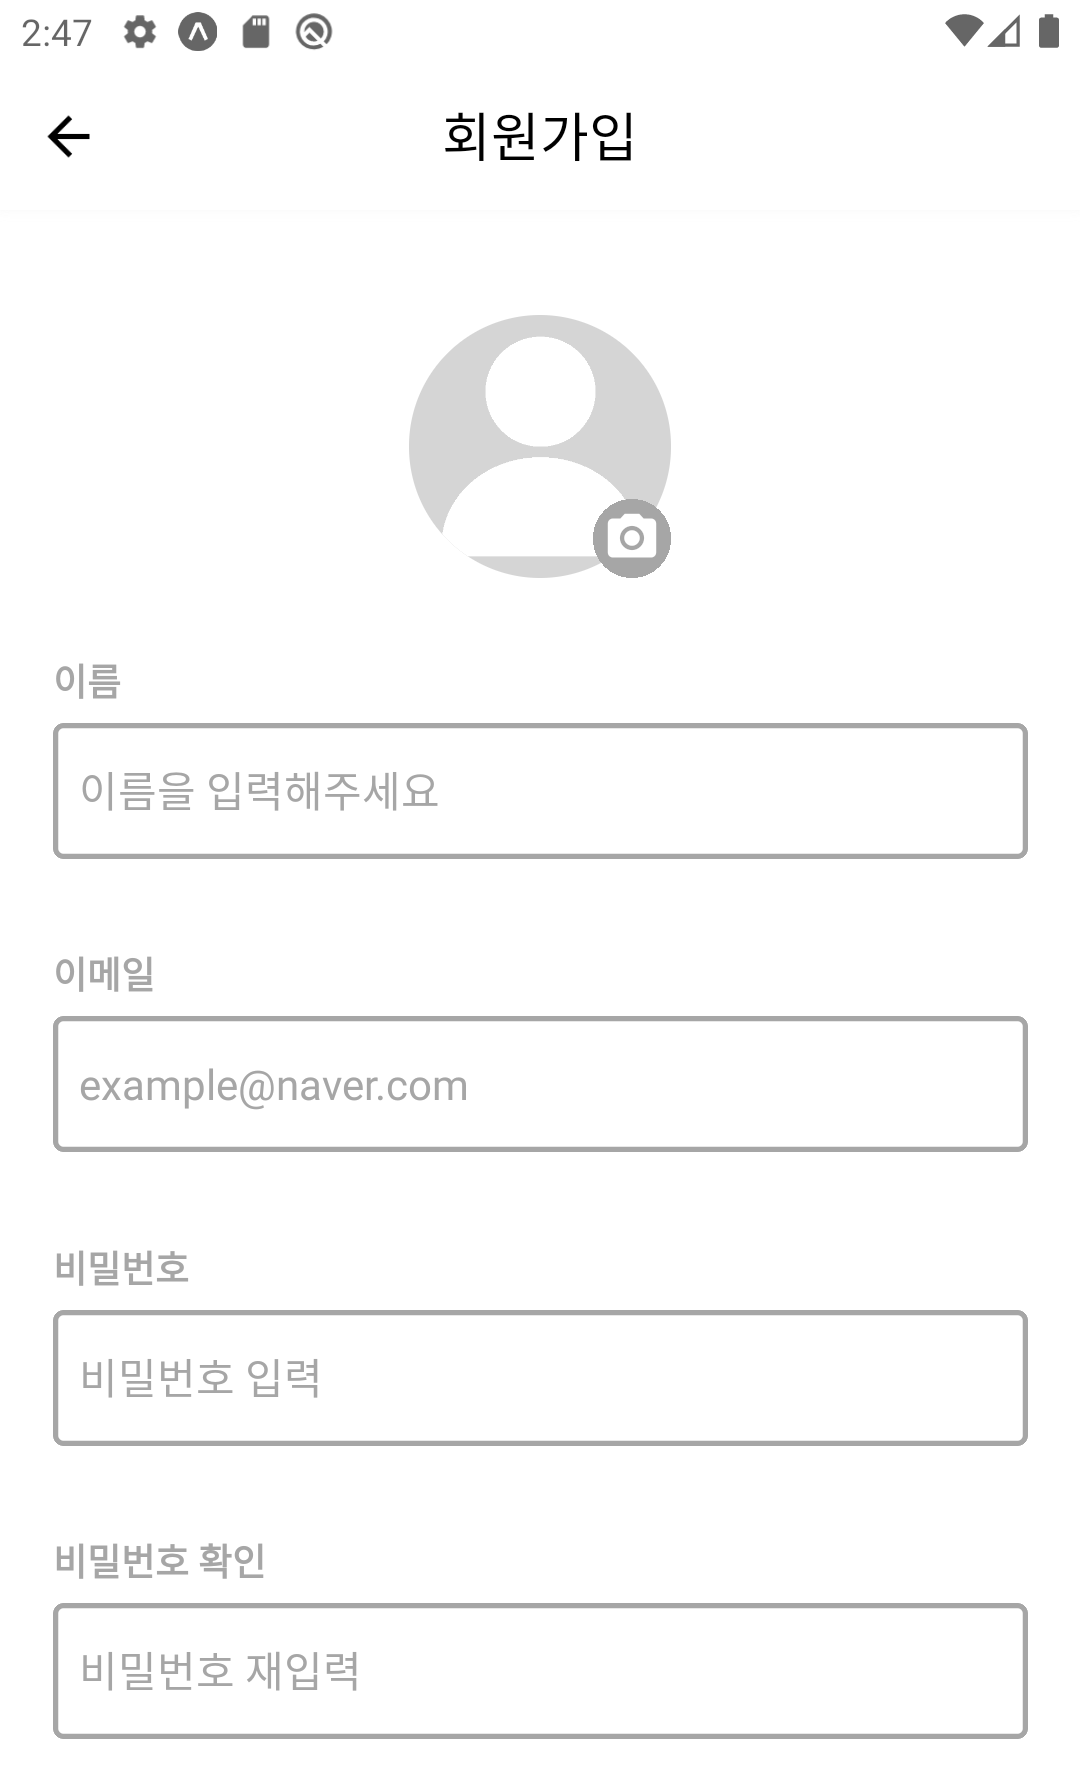 2:47
회원가입
이름
이름을 입력해주세요
이메일
example@naver.com
비밀번호
비밀번호 입력
비밀번호 확인
비밀번호 재입력